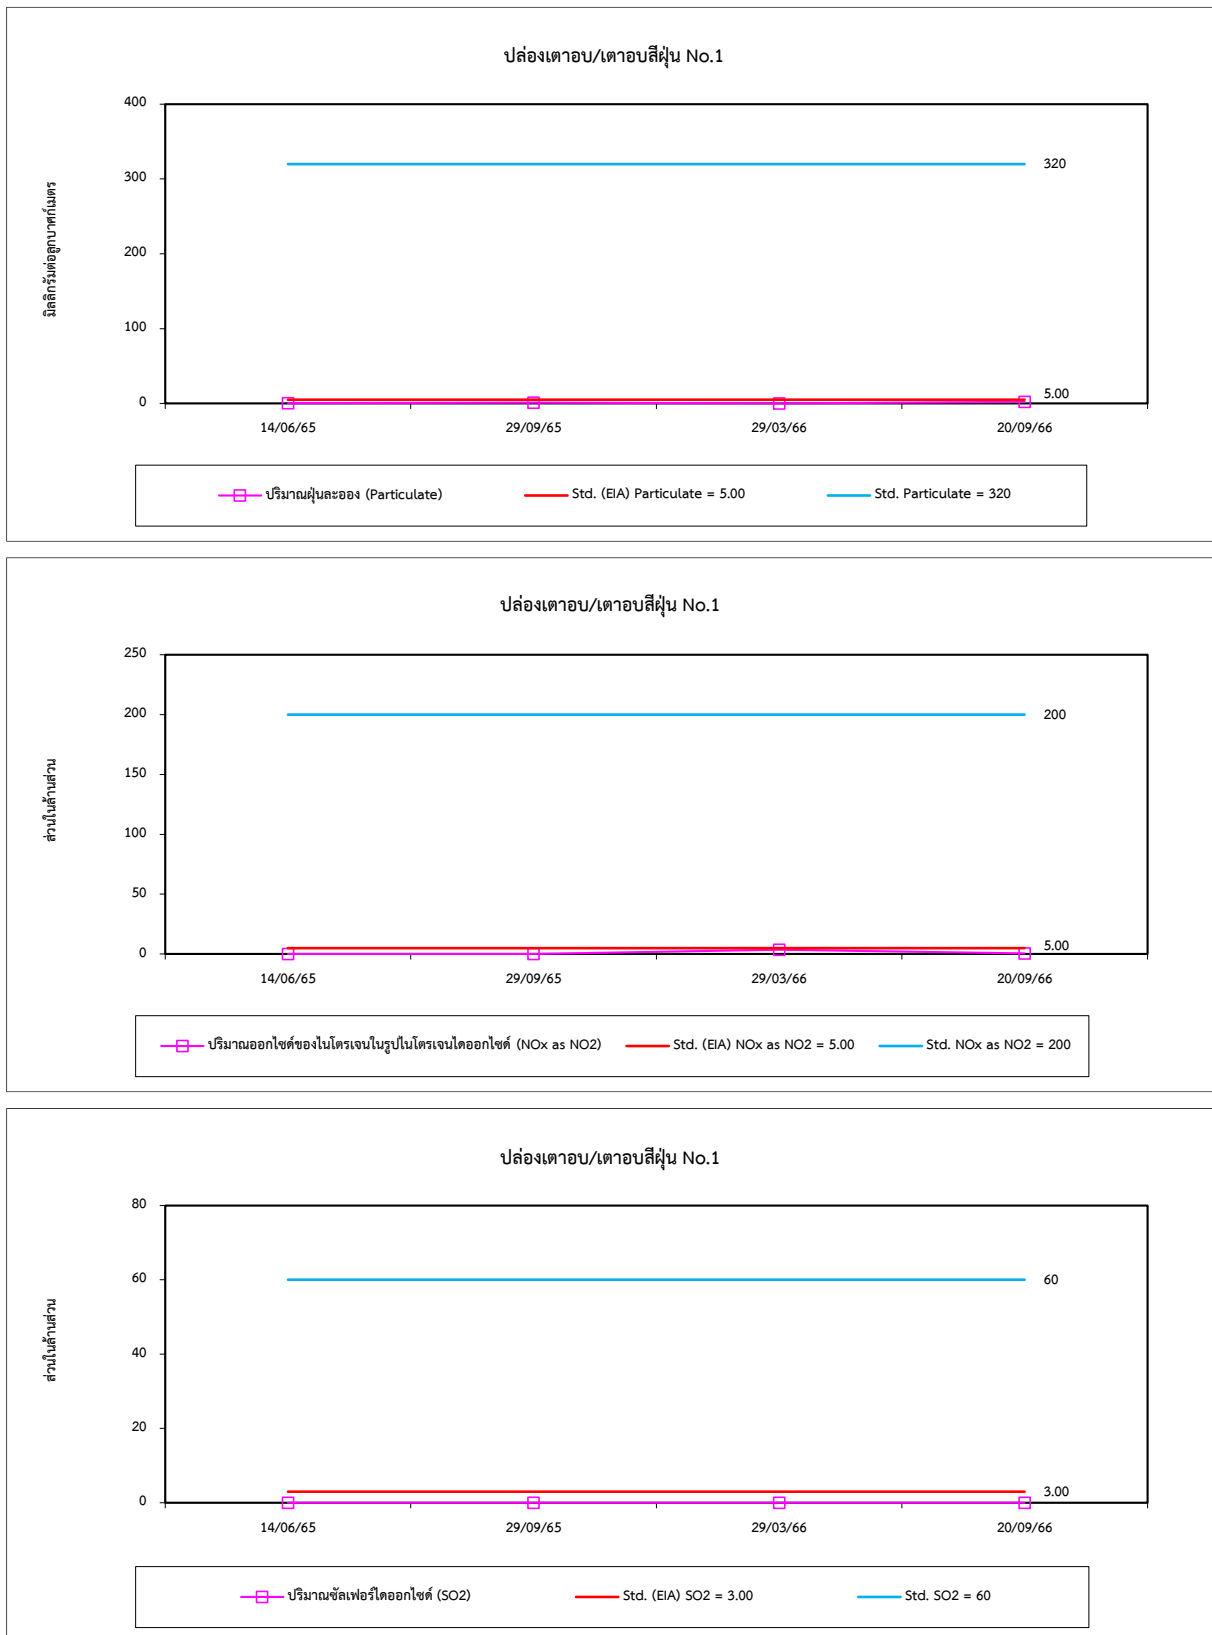 ปล่องเตาอบ/เตาอบสีฝุ่น No.1
มิลลิกรัมต่อลูกบาศก์เมตร
400
300
200
100
0
320
5.00
14/06/65 29/09/65 29/03/66 20/09/66
ปริมาณฝุ่นละออง (Particulate) Std. (EIA) Particulate = 5.00 Std. Particulate = 320
ปล่องเตาอบ/เตาอบสีฝุ่น No.1
ส่วนในล้านส่วน
250
200
150
100
50
0
200
5.00
14/06/65 29/09/65 29/03/66 20/09/66
ปริมาณออกไซด์ของไนโตรเจนในรูปไนโตรเจนไดออกไซด์ (NOx as NO2) Std. (EIA) NOx as NO2 = 5.00 Std. NOx as NO2 = 200
ปล่องเตาอบ/เตาอบสีฝุ่น No.1
ส่วนในล้านส่วน
80
60
40
20
0
60
3.00
14/06/65 29/09/65 29/03/66 20/09/66
ปริมาณซัลเฟอร์ไดออกไซด์ (SO2) Std. (EIA) SO2 = 3.00 Std. SO2 = 60